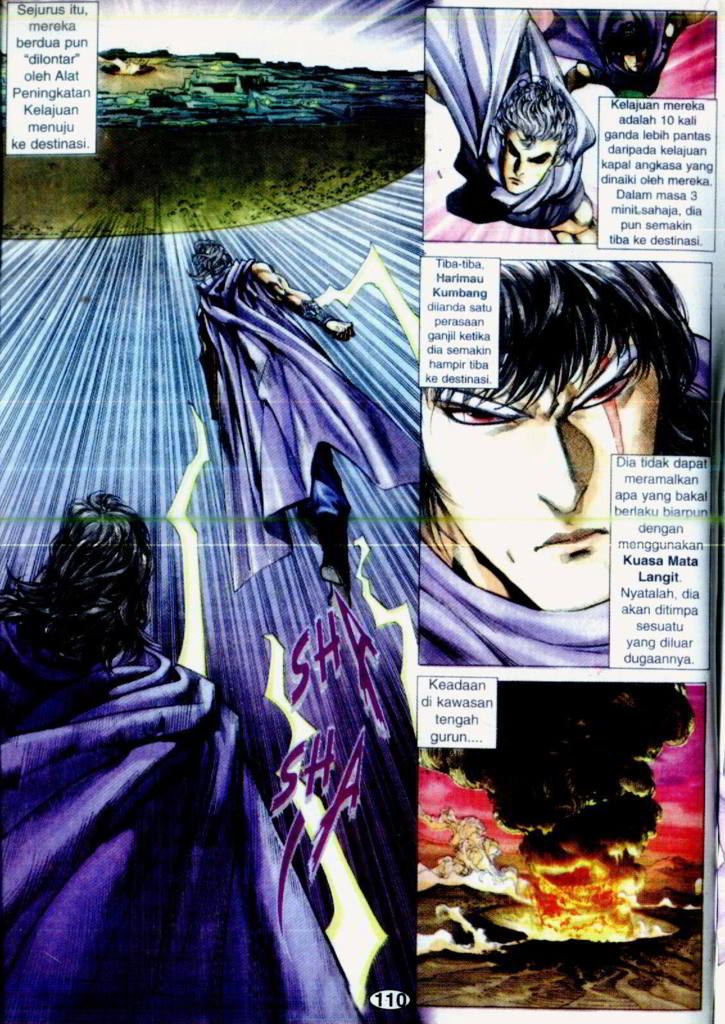 Sejurus itu,
mereka
berdua pun
"dilontar"
oleh Alat
Peningkatan
Kelajuan
menuju
ke destinasi.
Kelajuan mereka
adalah 10 kali
ganda lebih pantas
daripada kelajuan
kapal angkasa yang
dinaiki oleh mereka.
Dalam masa 3
minit sahaja, dia
pun semakin
tiba ke destinasi.
Tiba-tiba,
Harimau
Kumbang
dilanda satu
perasaan
ganjil ketika
dia semakin
hampir tiba
ke destinasi.
Dia tidak dapat
meramalkan
apa yang bakal
berlaku biarpun
dengan
menggunakan
Kuasa Mata
Langit.
Nyatalah, dia
akan ditimpa
sesuatu
yang diluar
dugaannya.
SHA
SHA
Keadaan
di kawasan
tengah
gurun....
110